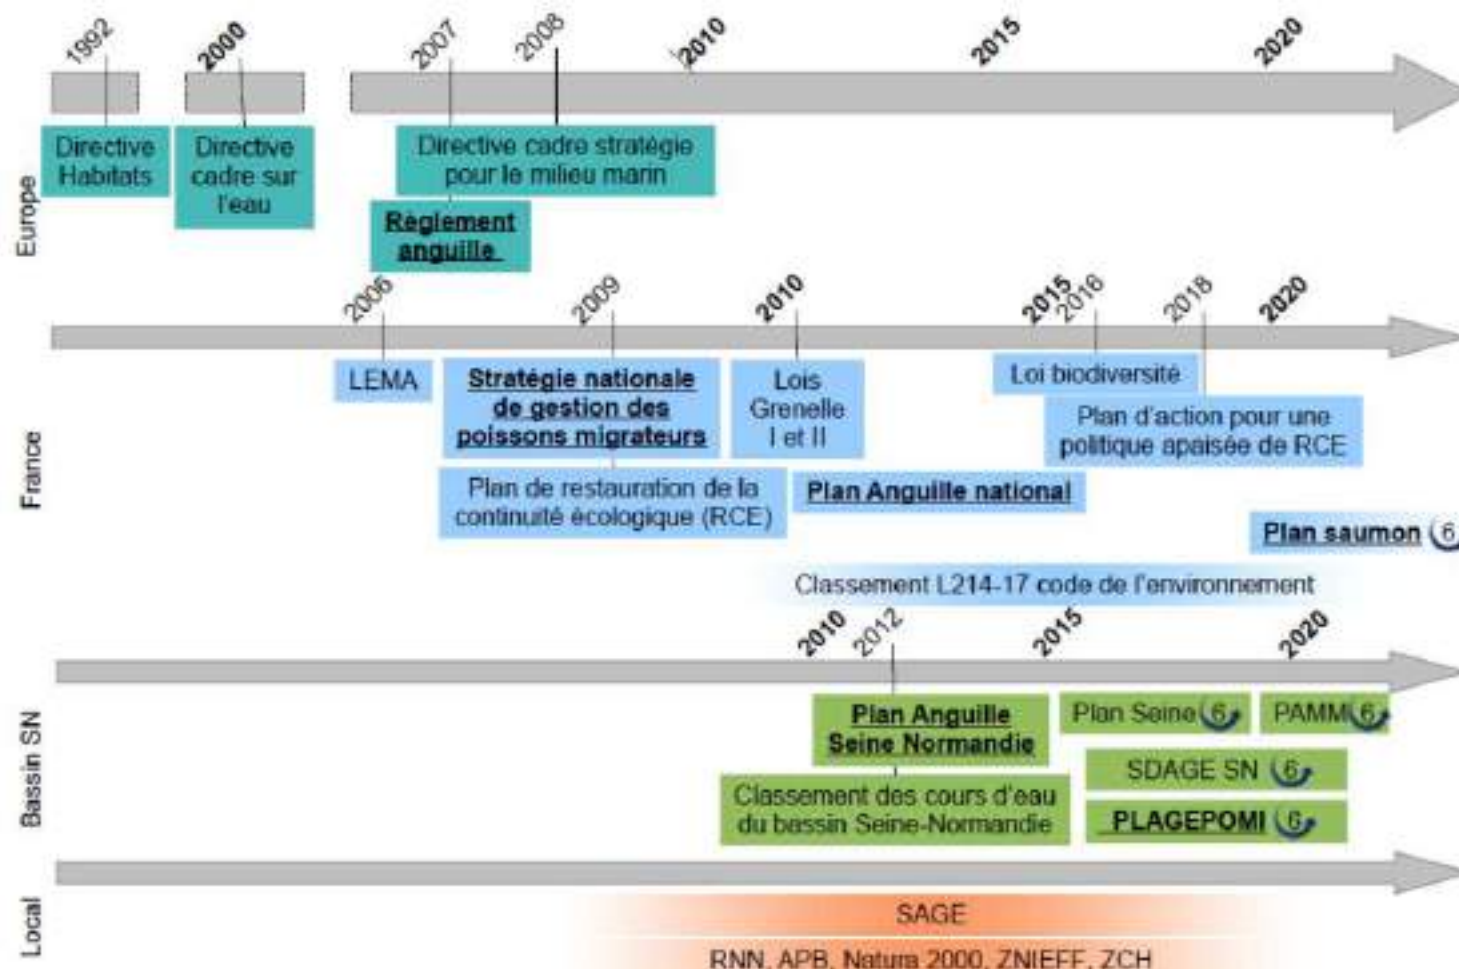 1992
2000
2007
2008
2010
2015
2020
Europe
Directive
Habitats
Directive
cadre sur
l'eau
Directive cadre stratégie
pour le milieu marin
Règlement
anguille
2006
2009
2010
2015
2016
2018
2020
France
LEMA
Stratégie nationale
de gestion des
poissons migrateurs
Lois
Grenelle
I et II
Loi biodiversité
Plan d'action pour une
politique apaisée de RCE
Plan de restauration de la
continuité écologique (RCE)
Plan Anguille national
Plan saumon 6
Classement L214-17 code de l'environnement
2010
2012
2015
2020
Bassin SN
Plan Anguille
Seine Normandie
Plan Seine 6
PAMM 6
SDAGE SN 6
Classement des cours d'eau
du bassin Seine-Normandie
PLAGEPOMI 6
Local
SAGE
RNN, APB, Natura 2000, ZNIEFF, ZCH